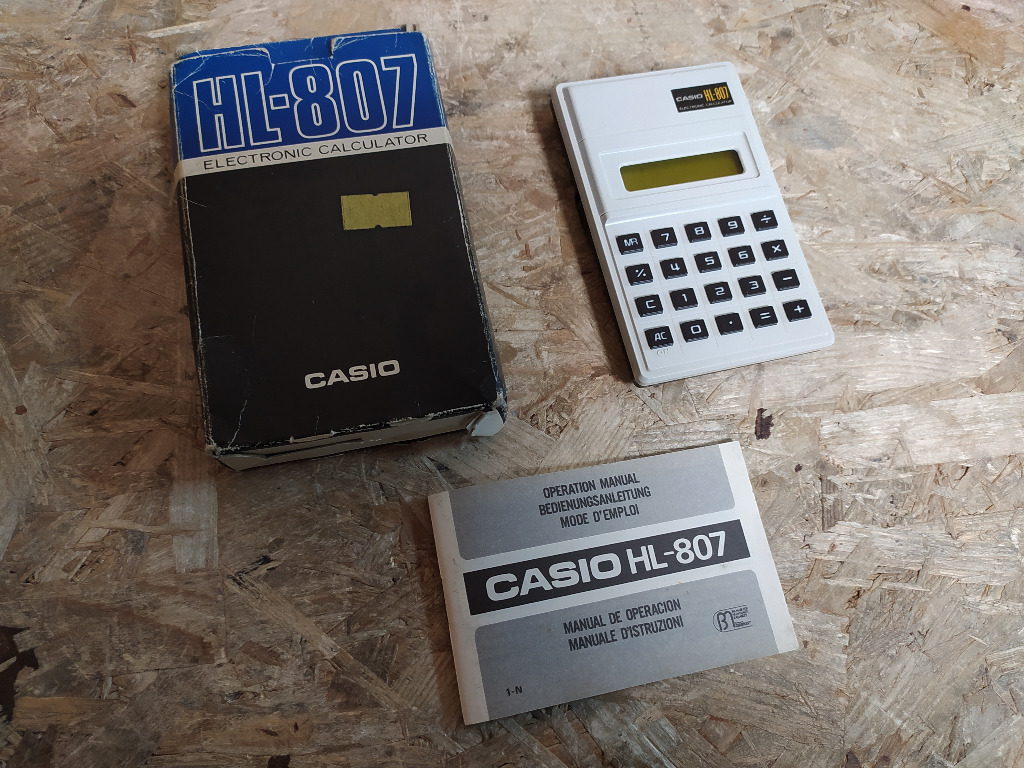 HL-807
ELECTRONIC CALCULATOR
CASIO
CASIO HL-807
ELECTRONIC CALCULATOR
MR 7 8 9 ÷
% 4 5 6 ×
C 1 2 3 −
AC 0 . = +
OPERATION MANUAL
BEDIENUNGSANLEITUNG
MODE D'EMPLOI
CASIO HL-807
MANUAL DE OPERACION
MANUALE D'ISTRUZIONI
1-N